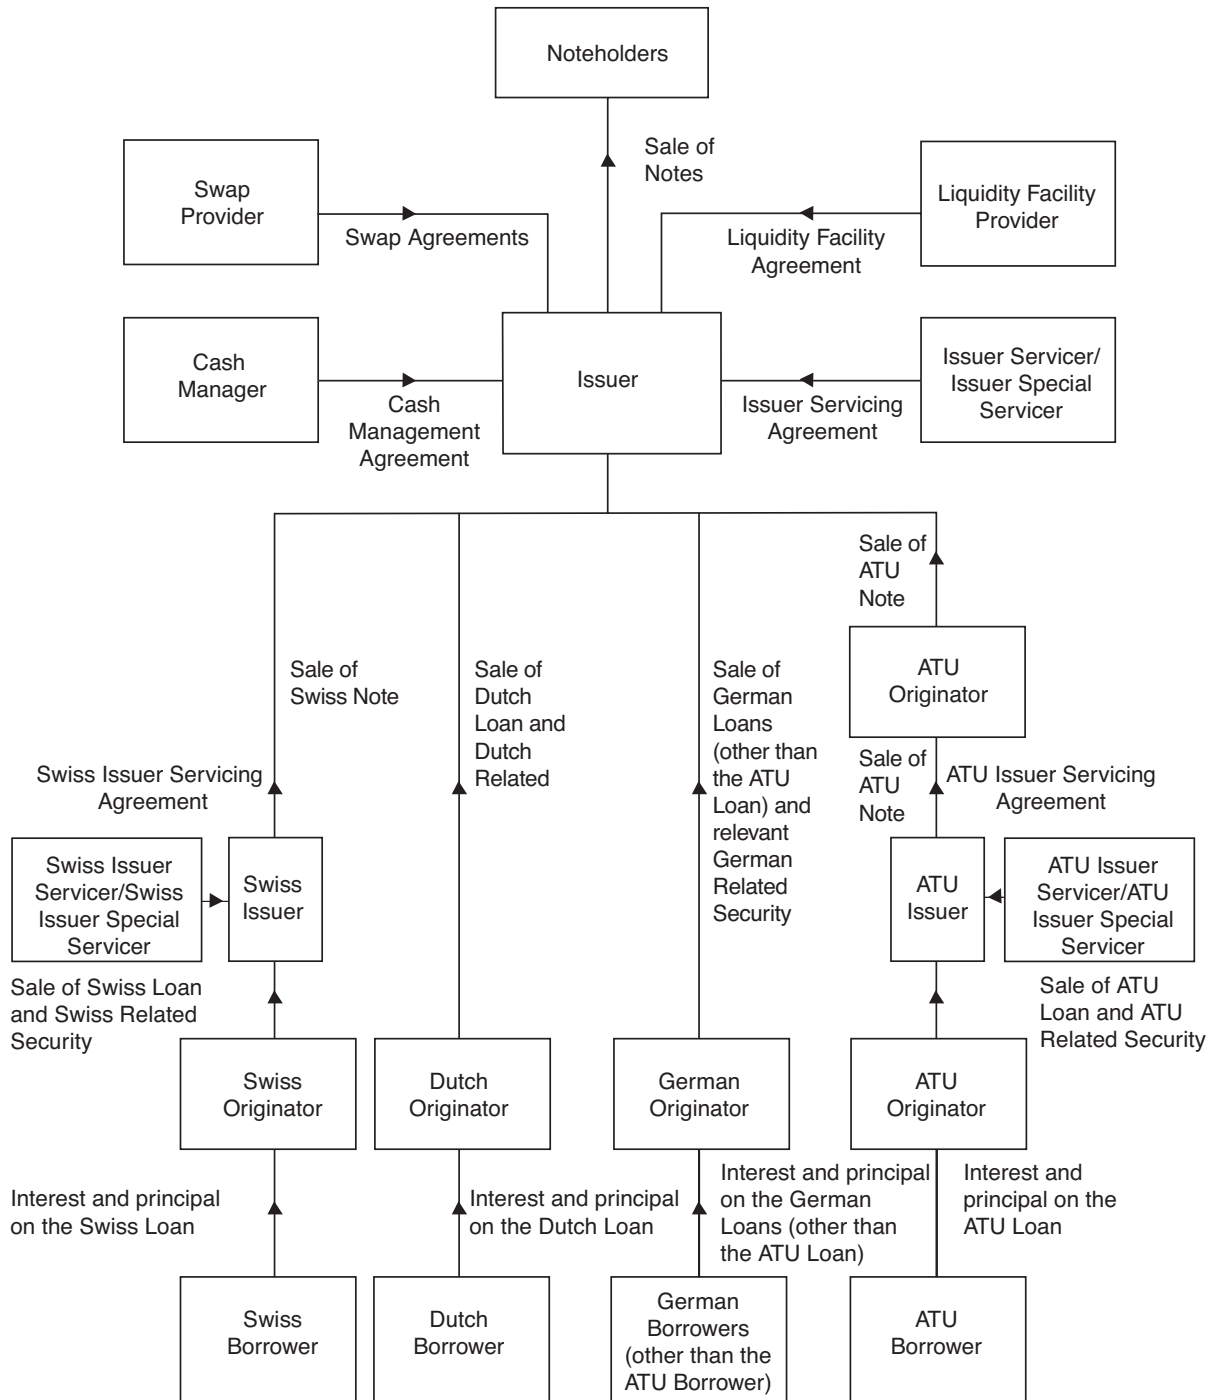 Noteholders
Sale of
Notes
Swap
Provider
Swap Agreements
Liquidity Facility
Provider
Liquidity Facility
Agreement
Cash
Manager
Cash
Management
Agreement
Issuer
Issuer Servicer/
Issuer Special
Servicer
Issuer Servicing
Agreement
Sale of
ATU
Note
ATU
Originator
Sale of
Swiss Note
Sale of
Dutch
Loan and
Dutch
Related
Sale of
German
Loans
(other than
the ATU
Loan) and
relevant
German
Related
Security
Sale of
ATU
Note
Swiss Issuer Servicing
Agreement
ATU Issuer Servicing
Agreement
Swiss Issuer
Servicer/Swiss
Issuer Special
Servicer
Swiss
Issuer
ATU
Issuer
ATU Issuer
Servicer/ATU
Issuer Special
Servicer
Sale of Swiss Loan
and Swiss Related
Security
Sale of ATU
Loan and ATU
Related Security
Swiss
Originator
Dutch
Originator
German
Originator
ATU
Originator
Interest and principal
on the Swiss Loan
Interest and principal
on the Dutch Loan
Interest and principal
on the German
Loans (other than
the ATU Loan)
Interest and
principal on the
ATU Loan
Swiss
Borrower
Dutch
Borrower
German
Borrowers
(other than the
ATU Borrower)
ATU
Borrower